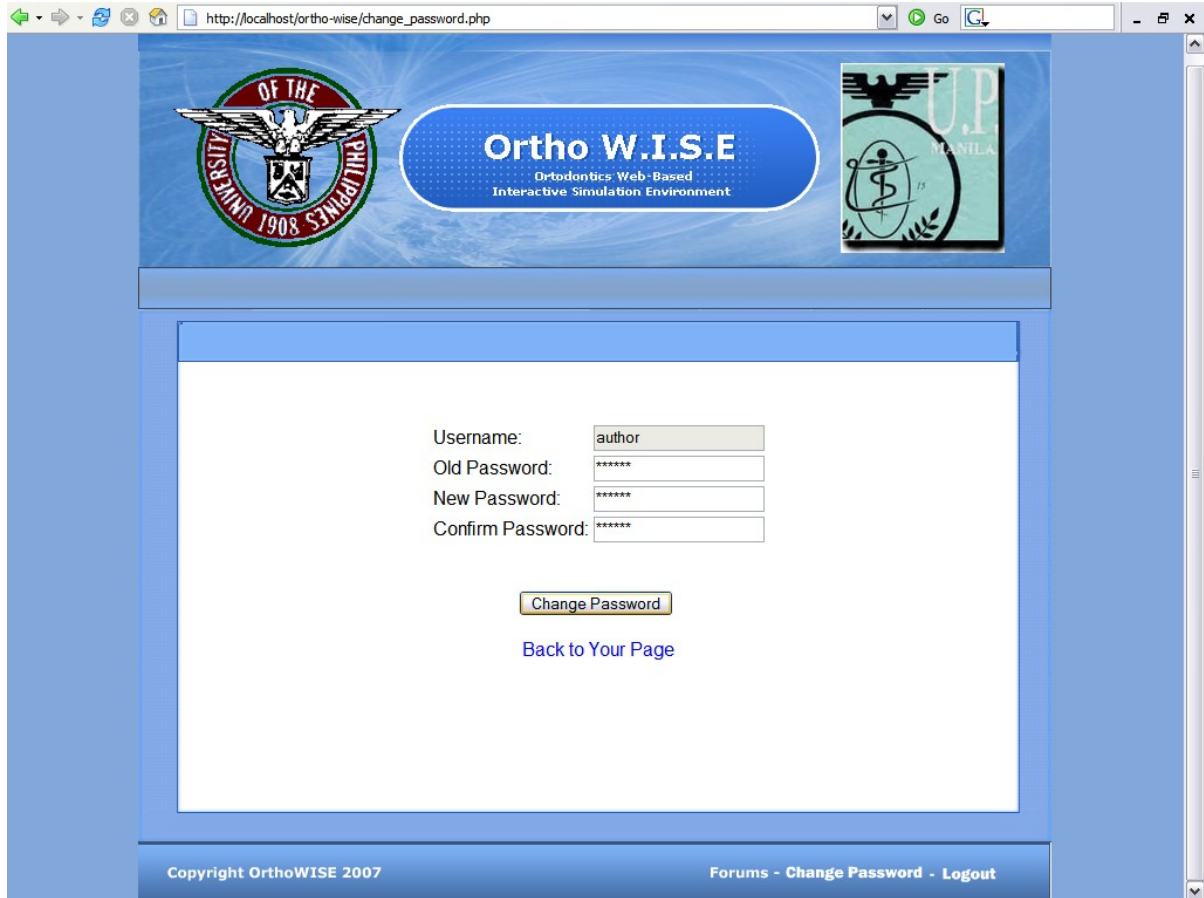 http://localhost/ortho-wise/change_password.php
Go
G
UNIVERSITY OF THE PHILIPPINES
1908
Ortho W.I.S.E
Ortodontics Web-Based
Interactive Simulation Environment
U.P.
MANILA
15
Username: author
Old Password: ******
New Password: ******
Confirm Password: ******
Change Password
Back to Your Page
Copyright OrthoWISE 2007
Forums - Change Password - Logout